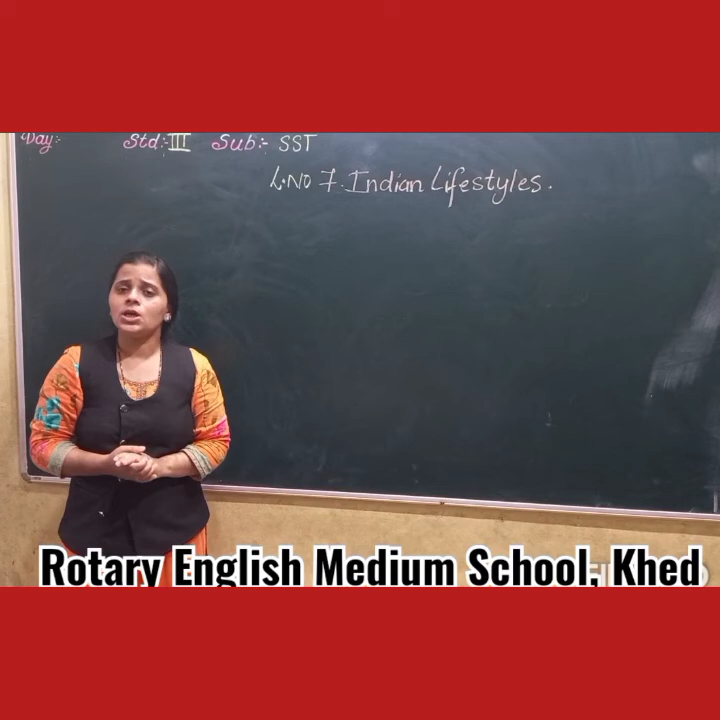 Day:- Std:- III Sub:- SST
L.NO 7. Indian Lifestyles.
Rotary English Medium School, Khed